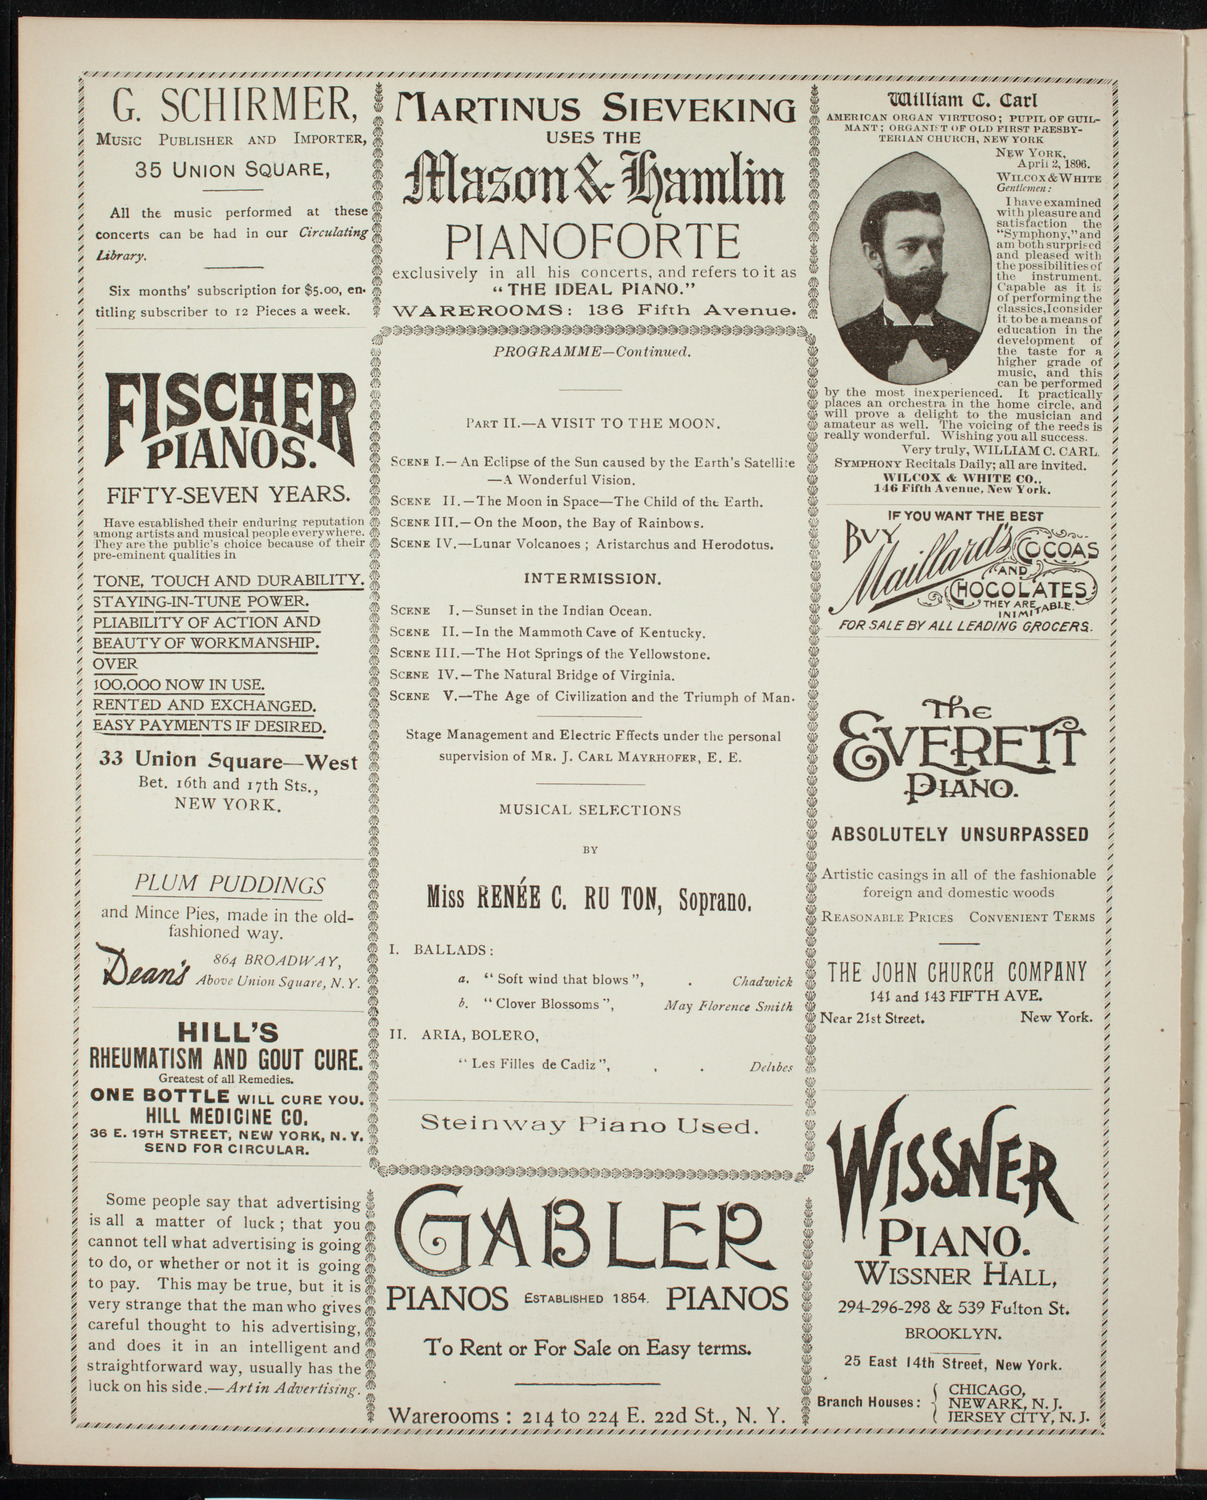 G. SCHIRMER,
MUSIC PUBLISHER AND IMPORTER,
35 UNION SQUARE,
All the music performed at these
concerts can be had in our Circulating
Library.
Six months' subscription for $5.00, en-
titling subscriber to 12 Pieces a week.
FISCHER
PIANOS.
FIFTY-SEVEN YEARS.
Have established their enduring reputation
among artists and musical people everywhere.
They are the public's choice because of their
pre-eminent qualities in
TONE, TOUCH AND DURABILITY.
STAYING-IN-TUNE POWER.
PLIABILITY OF ACTION AND
BEAUTY OF WORKMANSHIP.
OVER
100,000 NOW IN USE.
RENTED AND EXCHANGED.
EASY PAYMENTS IF DESIRED.
33 Union Square—West
Bet. 16th and 17th Sts.,
NEW YORK.
PLUM PUDDINGS
and Mince Pies, made in the old-
fashioned way.
Dean's
864 BROADWAY,
Above Union Square, N.Y.
HILL'S
RHEUMATISM AND GOUT CURE.
Greatest of all Remedies.
ONE BOTTLE WILL CURE YOU.
HILL MEDICINE CO.
36 E. 19TH STREET, NEW YORK, N. Y.
SEND FOR CIRCULAR.
Some people say that advertising
is all a matter of luck; that you
cannot tell what advertising is going
to do, or whether or not it is going
to pay. This may be true, but it is
very strange that the man who gives
careful thought to his advertising,
and does it in an intelligent and
straightforward way, usually has the
luck on his side.—Art in Advertising.
MARTINUS SIEVEKING
USES THE
Mason & Hamlin
PIANOFORTE
exclusively in all his concerts, and refers to it as
"THE IDEAL PIANO."
WAREROOMS: 136 Fifth Avenue.
PROGRAMME—Continued.
PART II.—A VISIT TO THE MOON.
SCENE I.—An Eclipse of the Sun caused by the Earth's Satellite
—A Wonderful Vision.
SCENE II.—The Moon in Space—The Child of the Earth.
SCENE III.—On the Moon, the Bay of Rainbows.
SCENE IV.—Lunar Volcanoes; Aristarchus and Herodotus.
INTERMISSION.
SCENE I.—Sunset in the Indian Ocean.
SCENE II.—In the Mammoth Cave of Kentucky.
SCENE III.—The Hot Springs of the Yellowstone.
SCENE IV.—The Natural Bridge of Virginia.
SCENE V.—The Age of Civilization and the Triumph of Man.
Stage Management and Electric Effects under the personal
supervision of MR. J. CARL MAYRHOFER, E. E.
MUSICAL SELECTIONS
BY
Miss RENÉE C. RU TON, Soprano.
I. BALLADS:
a. "Soft wind that blows", . Chadwick
b. "Clover Blossoms", May Florence Smith
II. ARIA, BOLERO,
"Les Filles de Cadiz", . . Delibes
Steinway Piano Used.
GABLER
PIANOS ESTABLISHED 1854. PIANOS
To Rent or For Sale on Easy terms.
Warerooms: 214 to 224 E. 22d St., N. Y.
William C. Carl
AMERICAN ORGAN VIRTUOSO; PUPIL OF GUIL-
MANT; ORGANIST OF OLD FIRST PRESBY-
TERIAN CHURCH, NEW YORK
NEW YORK,
April 2, 1896.
WILCOX & WHITE
Gentlemen:
I have examined
with pleasure and
satisfaction the
"Symphony," and
am both surprised
and pleased with
the possibilities of
the instrument.
Capable as it is
of performing the
classics, I consider
it to be a means of
education in the
development of
the taste for a
higher grade of
music, and this
can be performed
by the most inexperienced. It practically
places an orchestra in the home circle, and
will prove a delight to the musician and
amateur as well. The voicing of the reeds is
really wonderful. Wishing you all success.
Very truly, WILLIAM C. CARL.
SYMPHONY Recitals Daily; all are invited.
WILCOX & WHITE CO.,
146 Fifth Avenue, New York.
IF YOU WANT THE BEST
BUY
Maillard's
COCOAS
AND
CHOCOLATES
THEY ARE
INIMITABLE.
FOR SALE BY ALL LEADING GROCERS.
The
EVERETT
PIANO.
ABSOLUTELY UNSURPASSED
Artistic casings in all of the fashionable
foreign and domestic woods
REASONABLE PRICES CONVENIENT TERMS
THE JOHN CHURCH COMPANY
141 and 143 FIFTH AVE.
Near 21st Street. New York.
WISSNER
PIANO.
WISSNER HALL,
294-296-298 & 539 Fulton St.
BROOKLYN.
25 East 14th Street, New York.
Branch Houses: CHICAGO,
NEWARK, N. J.
JERSEY CITY, N. J.